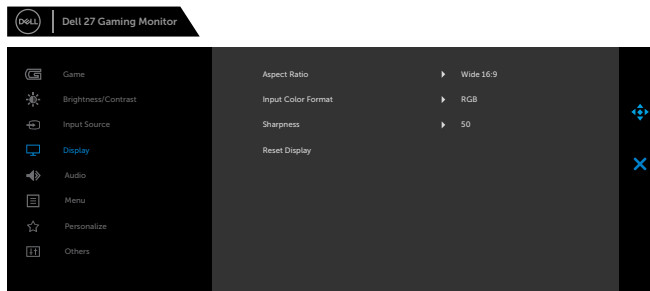 DELL
Dell 27 Gaming Monitor
Game
Brightness/Contrast
Input Source
Display
Audio
Menu
Personalize
Others
Aspect Ratio Wide 16:9
Input Color Format RGB
Sharpness 50
Reset Display